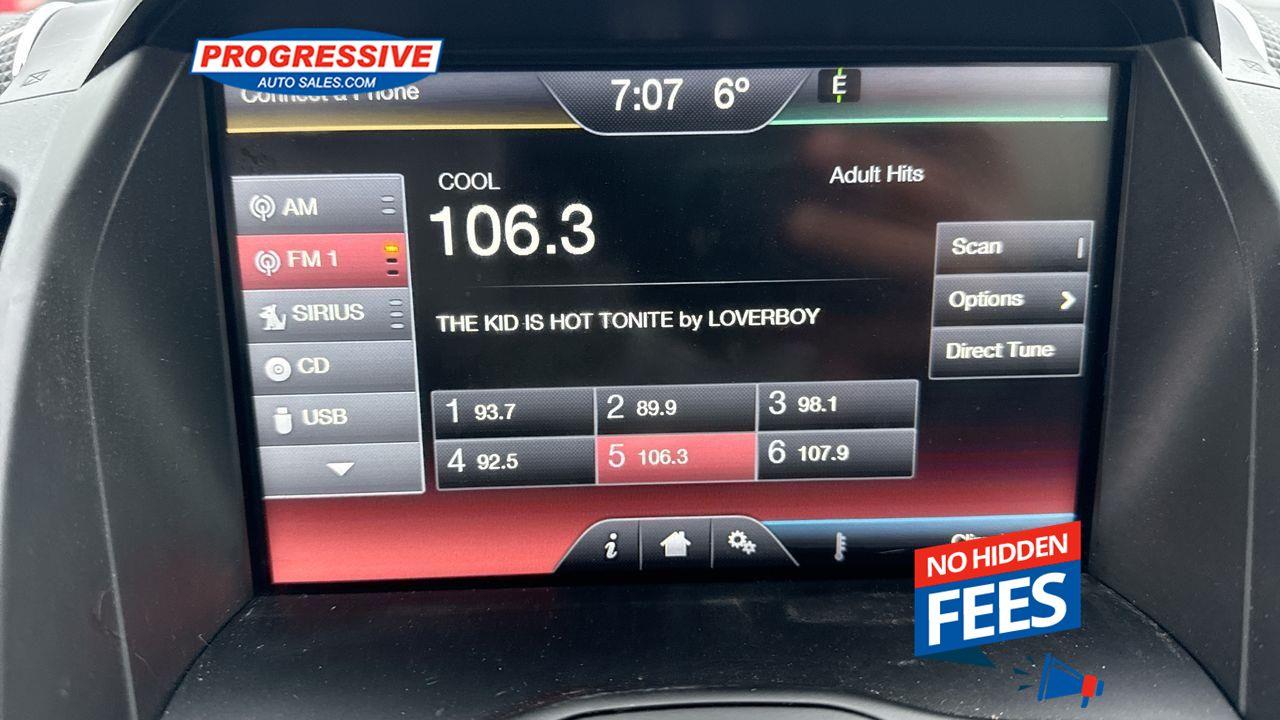 PROGRESSIVE
AUTO SALES.COM
Connect a Phone
7:07 6°
E
COOL
Adult Hits
106.3
AM
FM 1
SIRIUS
CD
USB
Scan
Options
Direct Tune
THE KID IS HOT TONITE by LOVERBOY
1 93.7
2 89.9
3 98.1
4 92.5
5 106.3
6 107.9
i
NO HIDDEN
FEES